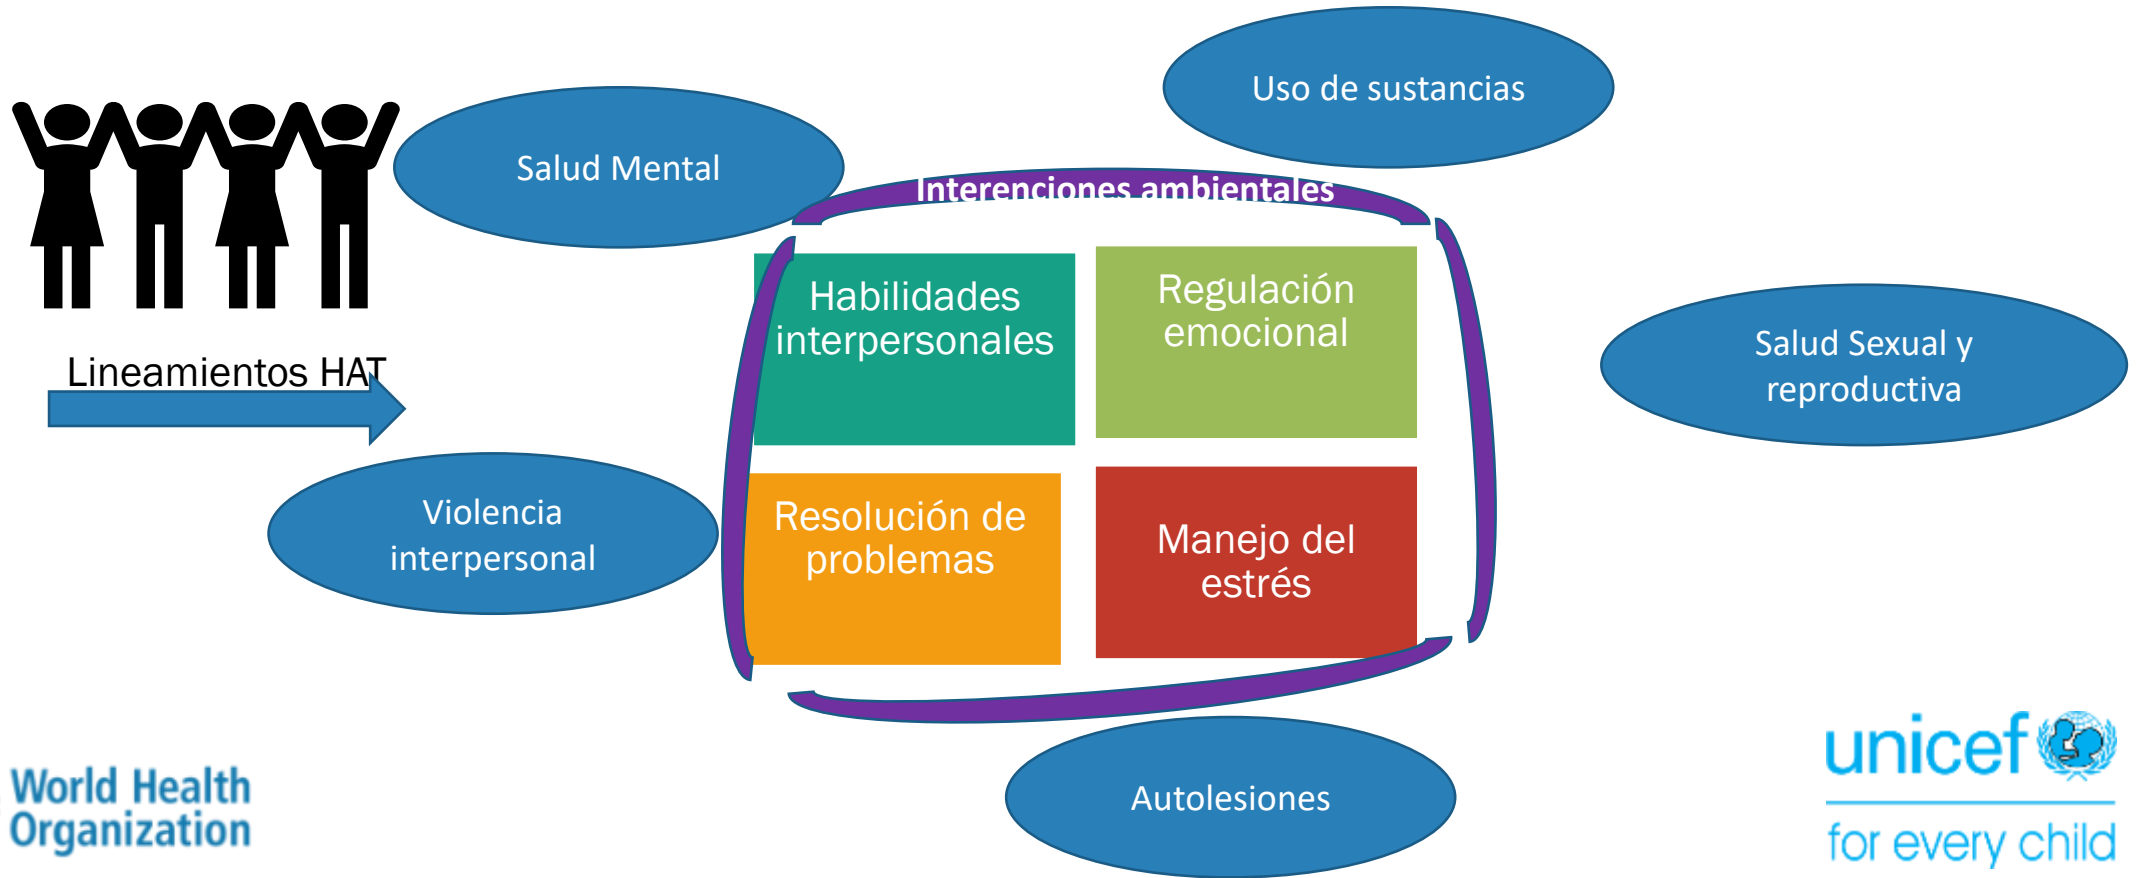 Uso de sustancias
Salud Mental
Interenciones ambientales
Habilidades
interpersonales
Regulación
emocional
Lineamientos HAT
Salud Sexual y
reproductiva
Violencia
interpersonal
Resolución de
problemas
Manejo del
estrés
Autolesiones
World Health
Organization
unicef
for every child